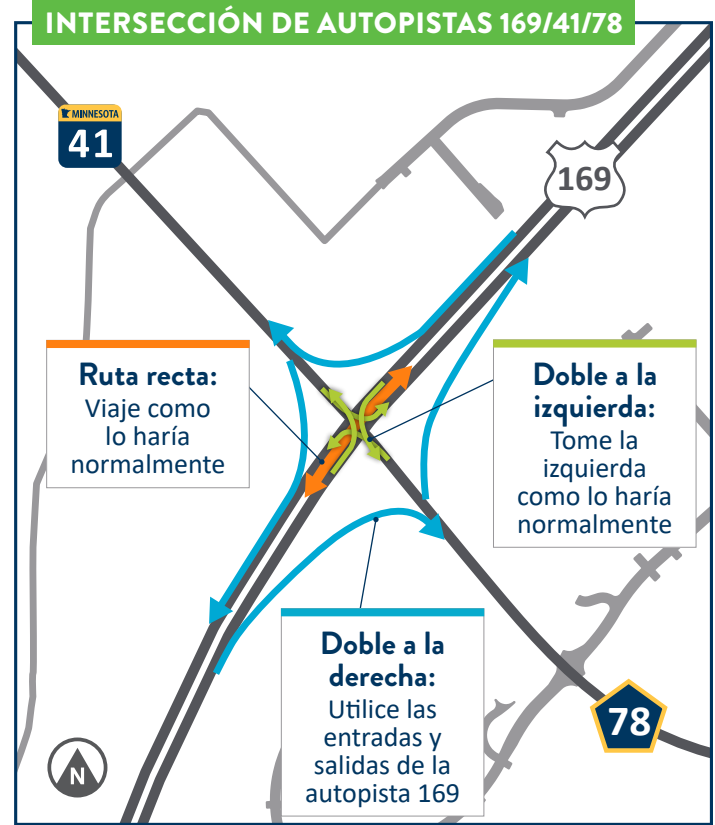 INTERSECCIÓN DE AUTOPISTAS 169/41/78
MINNESOTA
41
169
Ruta recta:
Viaje como
lo haría
normalmente
Doble a la
izquierda:
Tome la
izquierda
como lo haría
normalmente
Doble a la
derecha:
Utilice las
entradas y
salidas de la
autopista 169
78
N